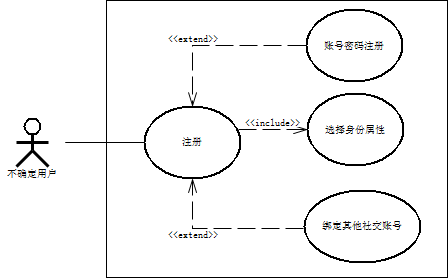 <<extend>>
账号密码注册
<<include>>
注册
选择身份属性
不确定用户
绑定其他社交账号
<<extend>>